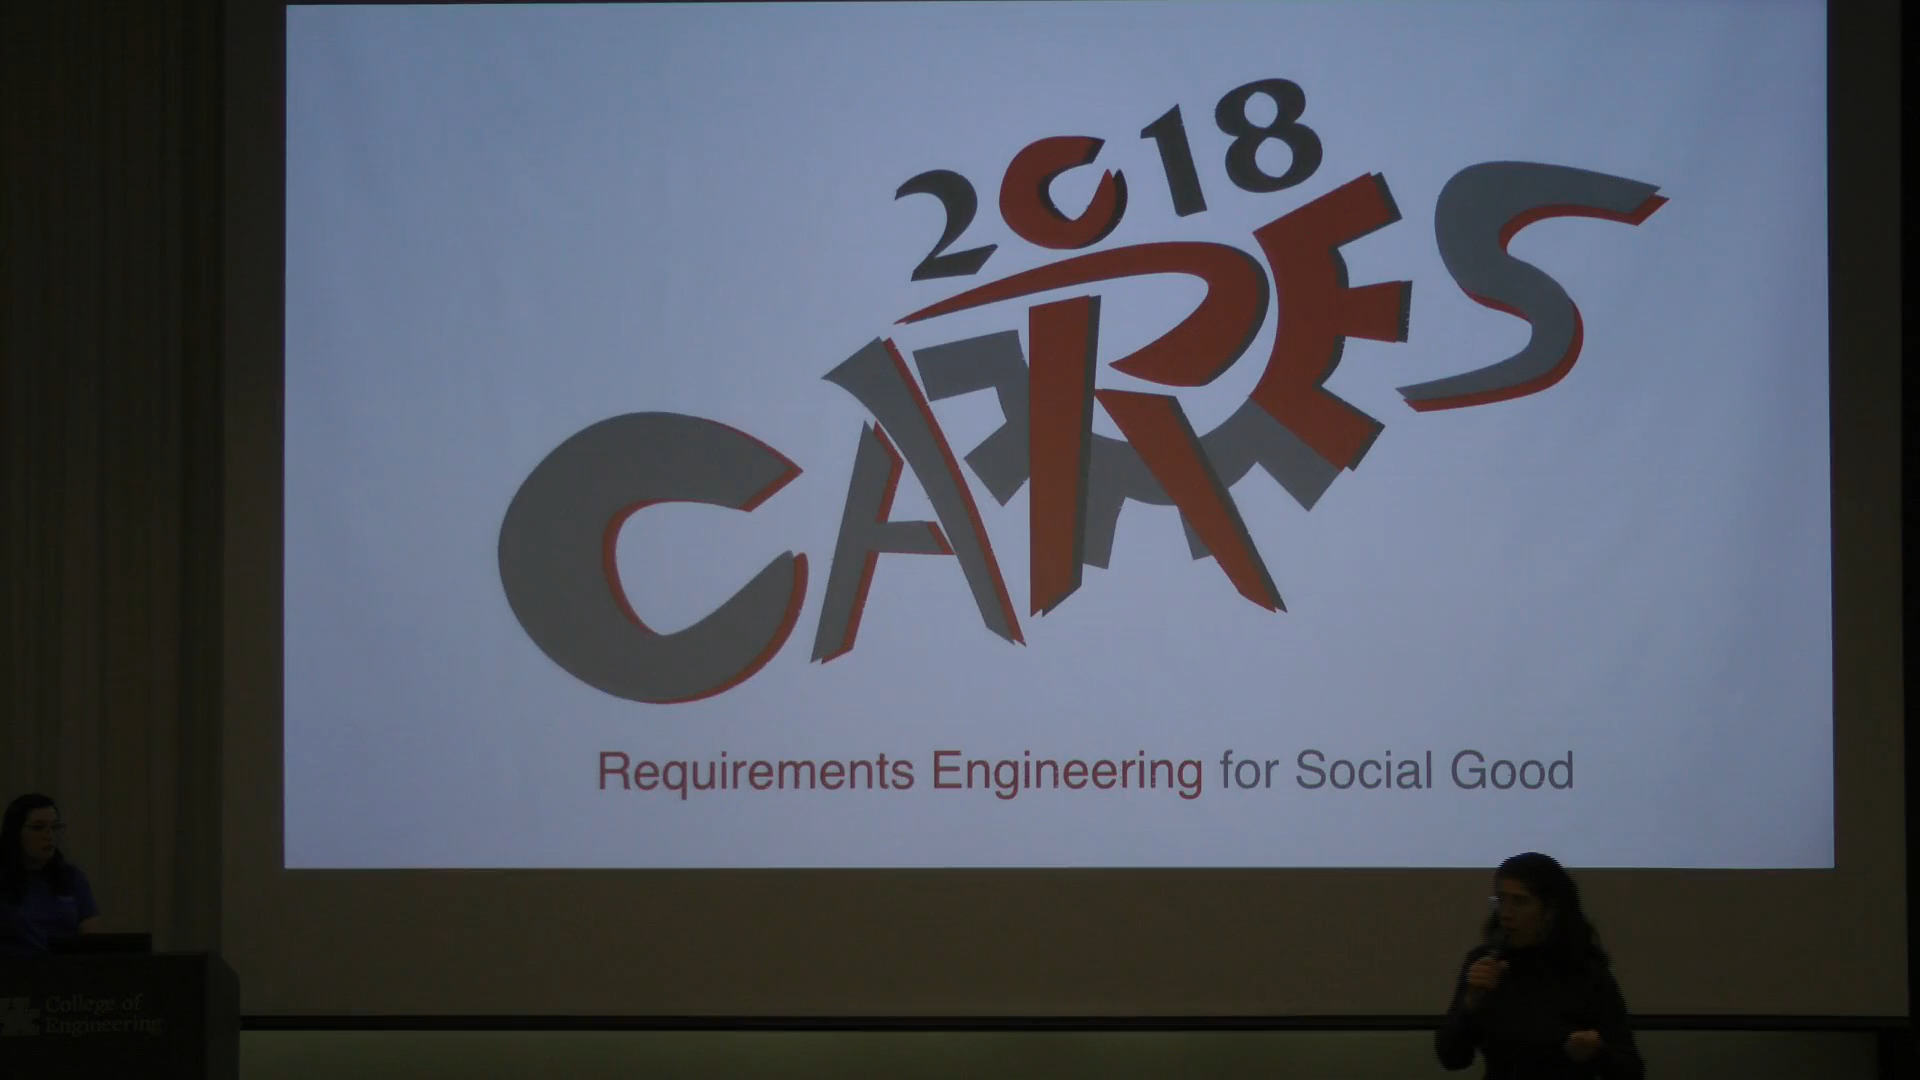 2018
CARES
Requirements Engineering for Social Good
College of
Engineering